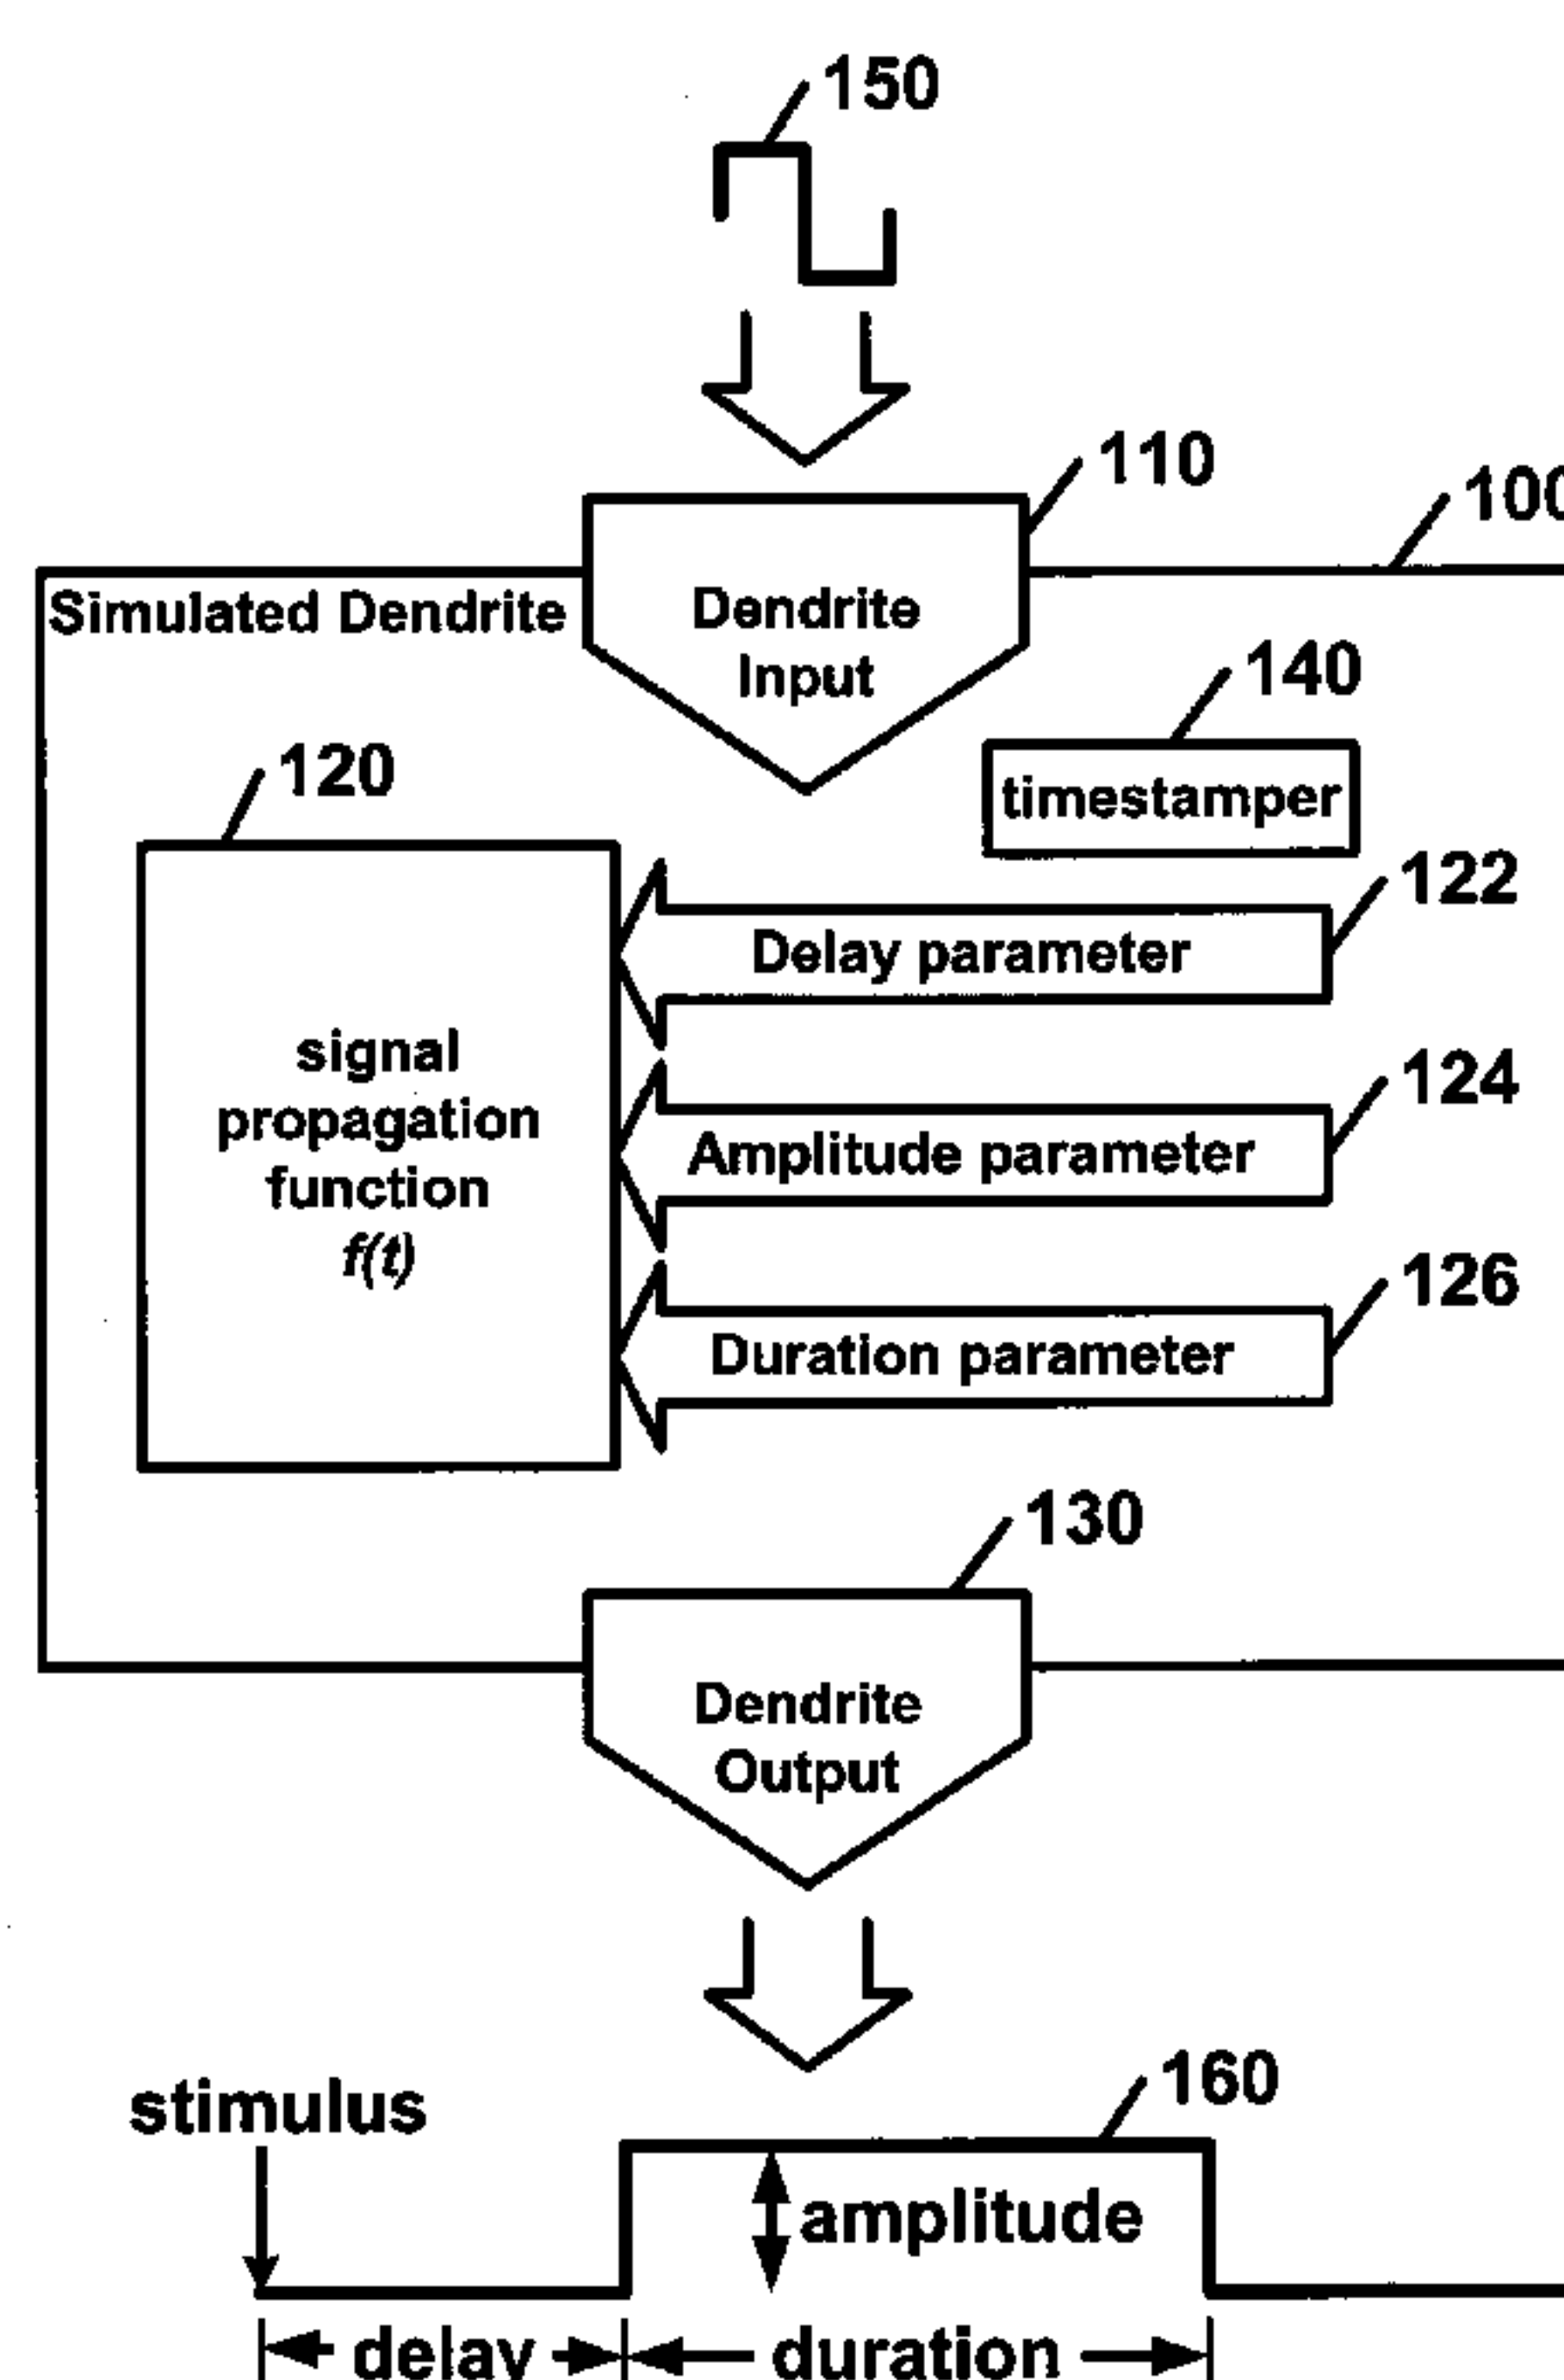 150
110
100
Simulated Dendrite
Dendrite
Input
140
120
timestamper
122
Delay parameter
signal
propagation
function
f(t)
124
Amplitude parameter
126
Duration parameter
130
Dendrite
Output
160
stimulus
amplitude
delay
duration